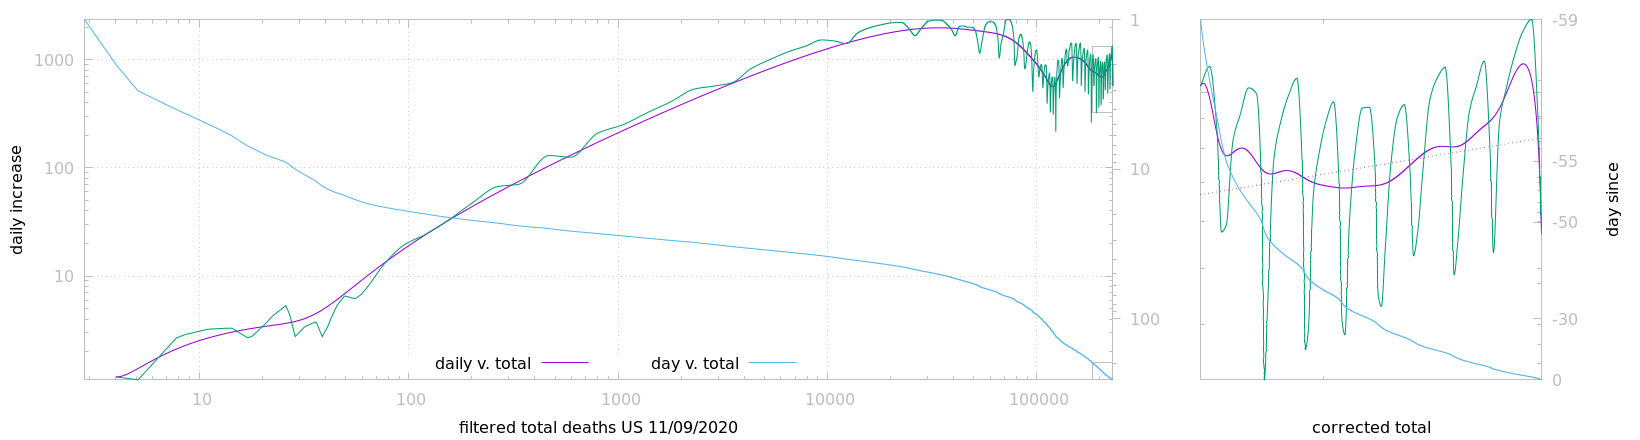 1
-59
1000
daily increase
100
10
-55
10
-50
day since
100
-30
daily v. total
day v. total
0
10
100
1000
10000
100000
filtered total deaths US 11/09/2020
corrected total